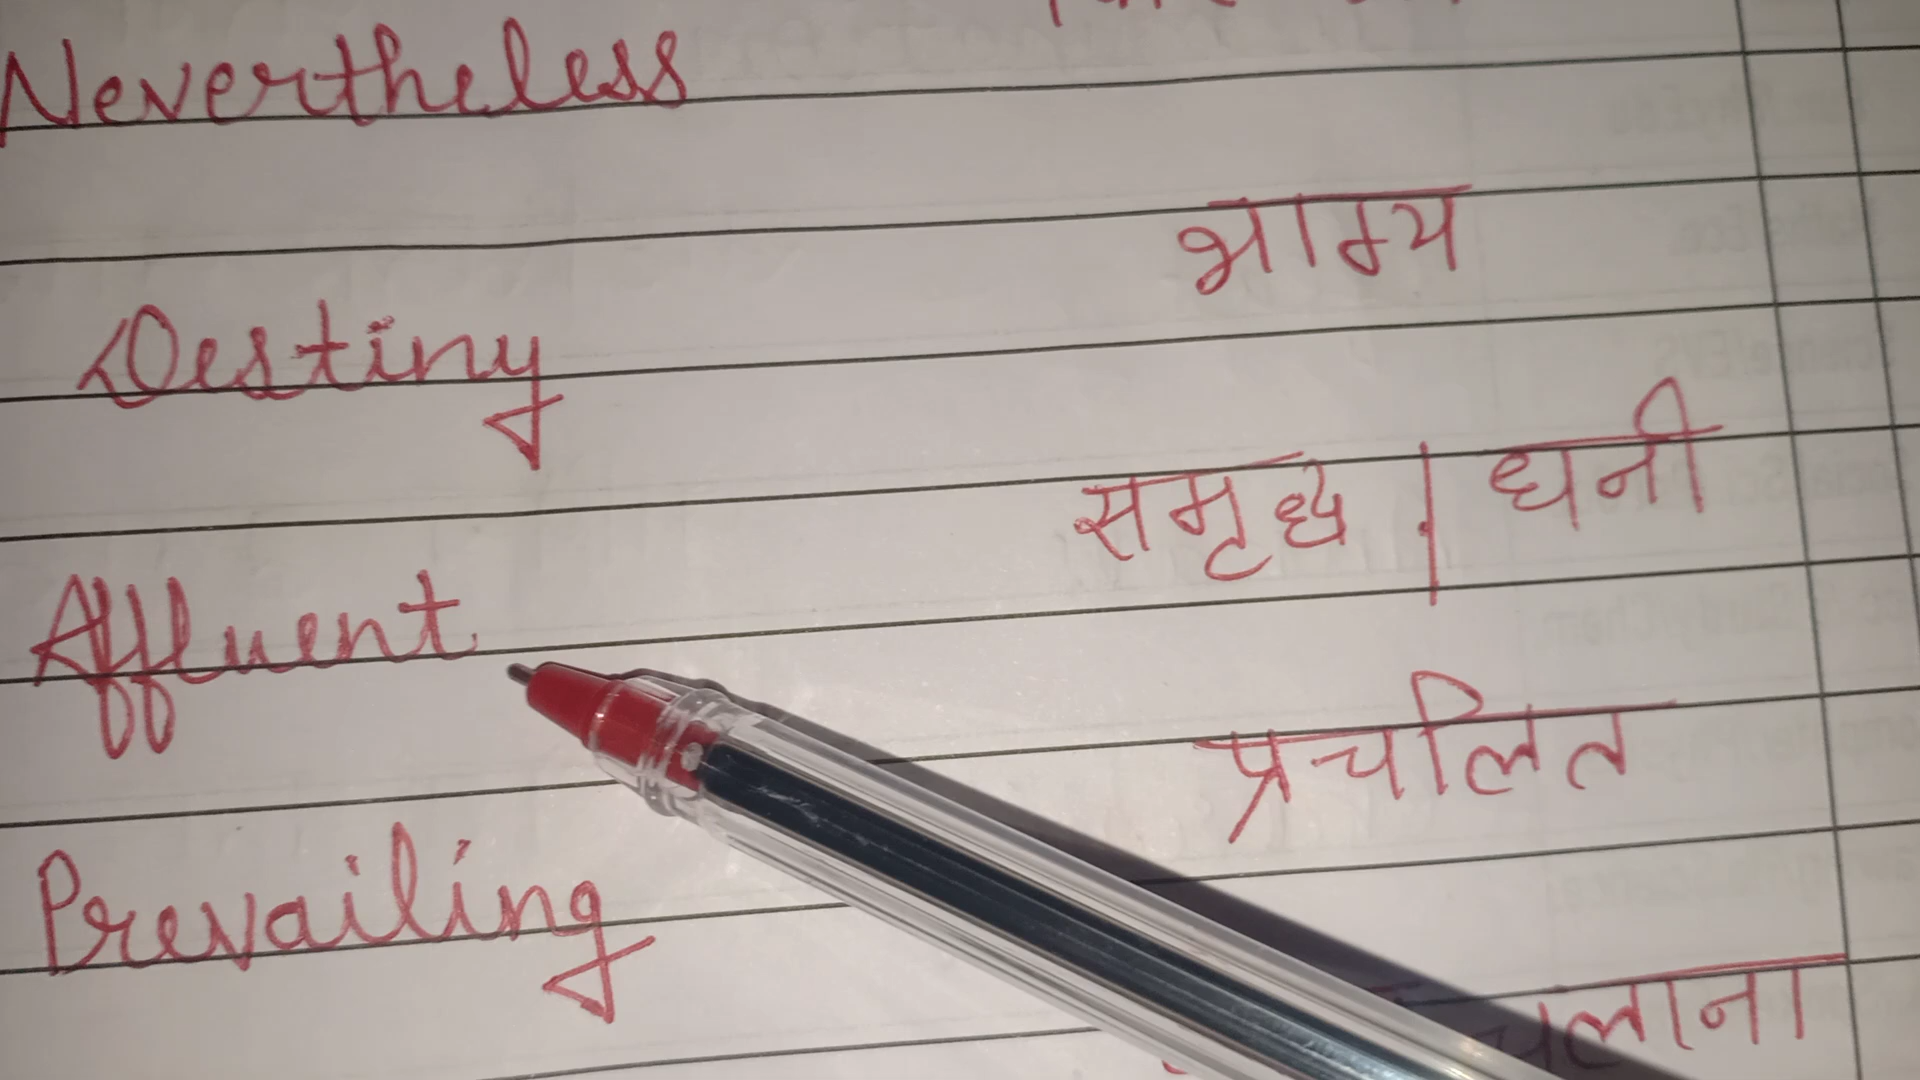 Nevertheless
भाग्य
Destiny
समृद्ध | धनी
Affluent
प्रचलित
Prevailing